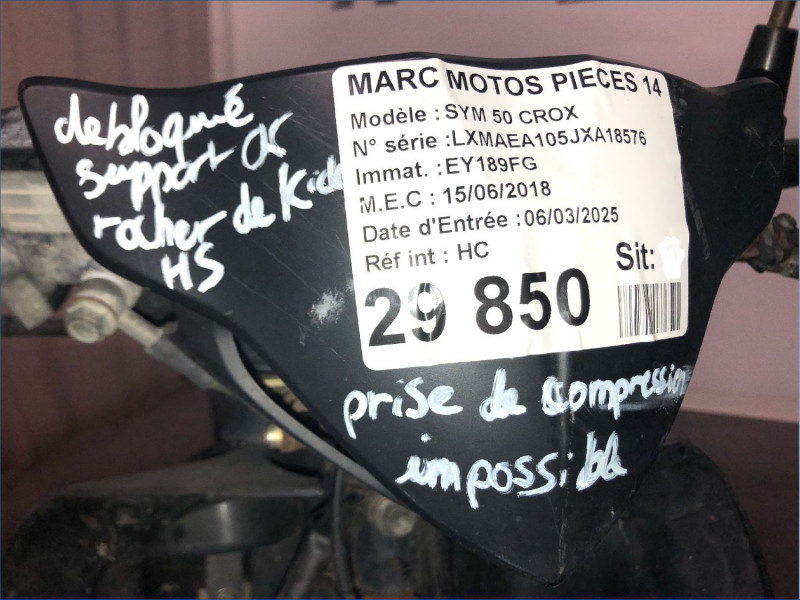 debloqué
support ar
rocher de Kick
HS
MARC MOTOS PIECES 14
Modèle : SYM 50 CROX
N° série : LXMAEA105JXA18576
Immat. : EY189FG
M.E.C : 15/06/2018
Date d'Entrée : 06/03/2025
Réf int : HC
Sit:
29 850
prise de compression
impossible